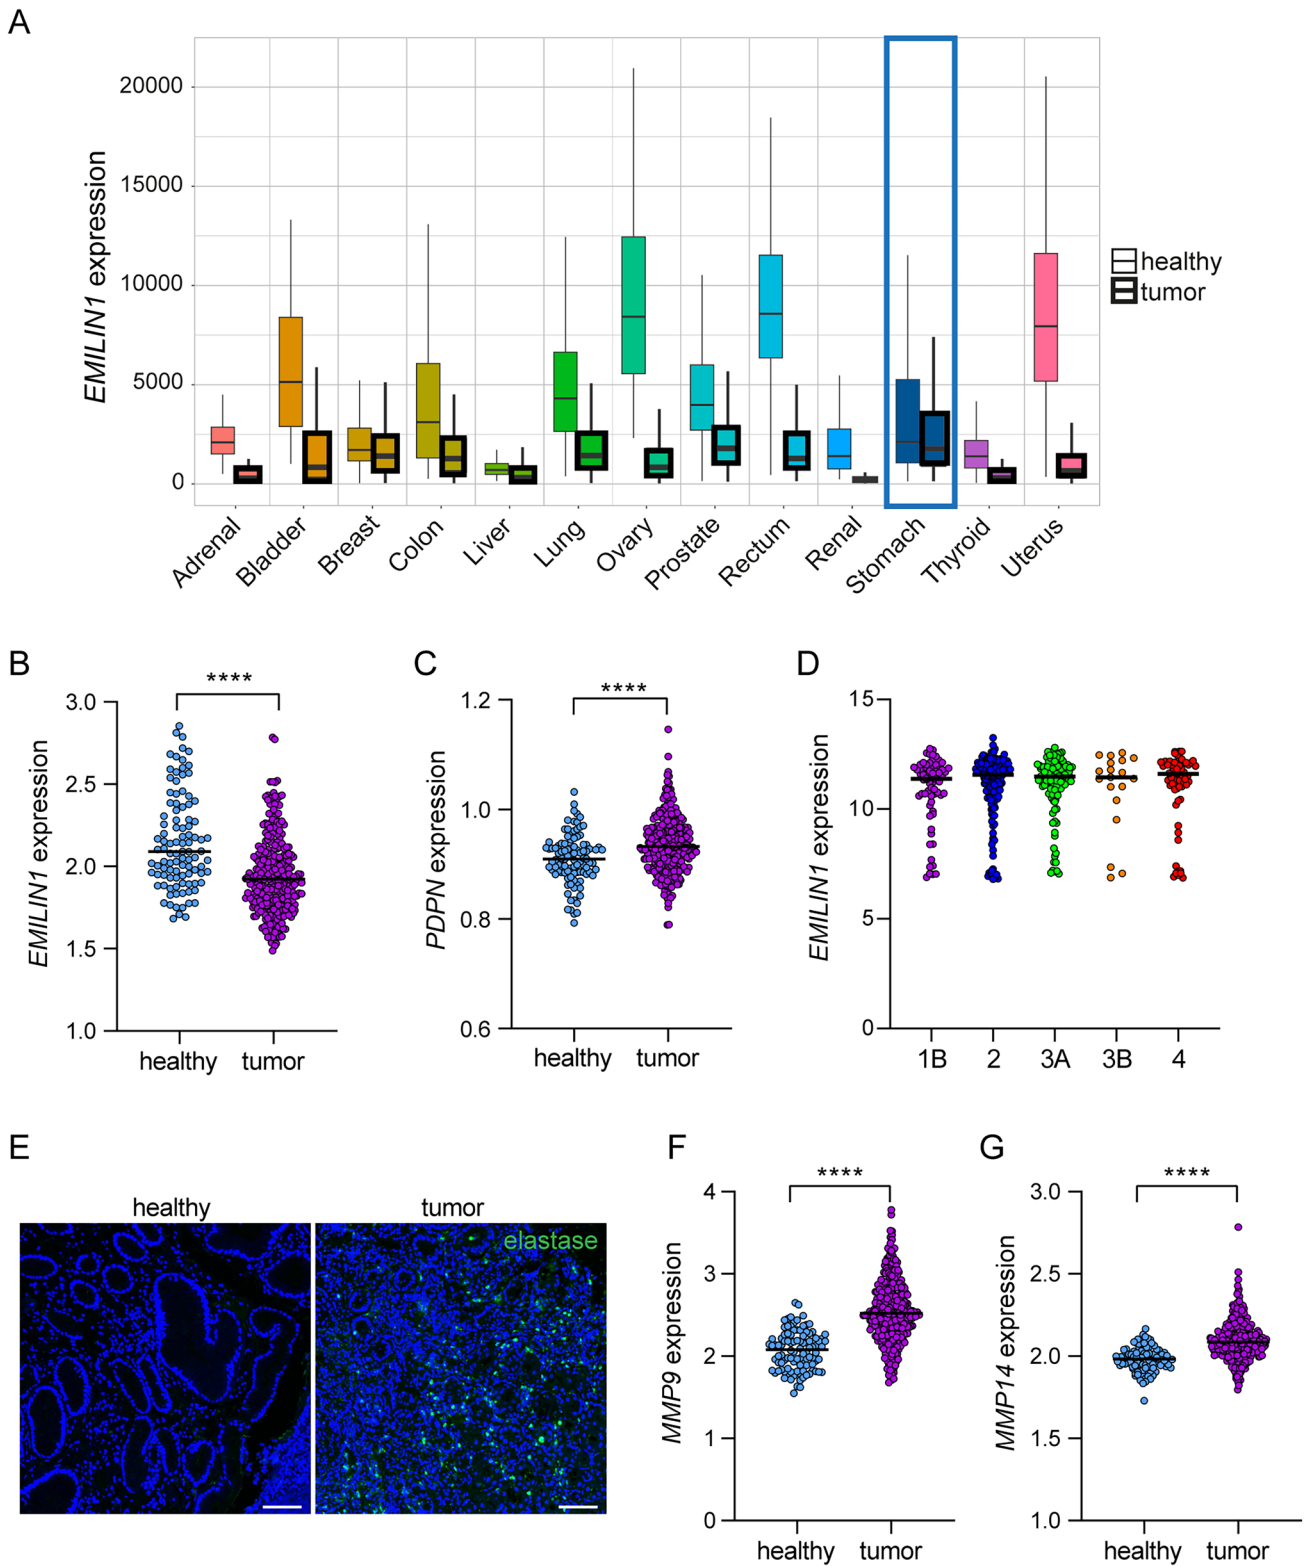 A
EMILIN1 expression
20000
15000
10000
5000
0
Adrenal
Bladder
Breast
Colon
Liver
Lung
Ovary
Prostate
Rectum
Renal
Stomach
Thyroid
Uterus
healthy
tumor
B
EMILIN1 expression
****
3.0
2.5
2.0
1.5
1.0
healthy
tumor
C
PDPN expression
****
1.2
1.0
0.8
0.6
healthy
tumor
D
EMILIN1 expression
15
10
5
0
1B
2
3A
3B
4
E
healthy
tumor
elastase
F
MMP9 expression
****
4
3
2
1
0
healthy
tumor
G
MMP14 expression
****
3.0
2.5
2.0
1.5
1.0
healthy
tumor